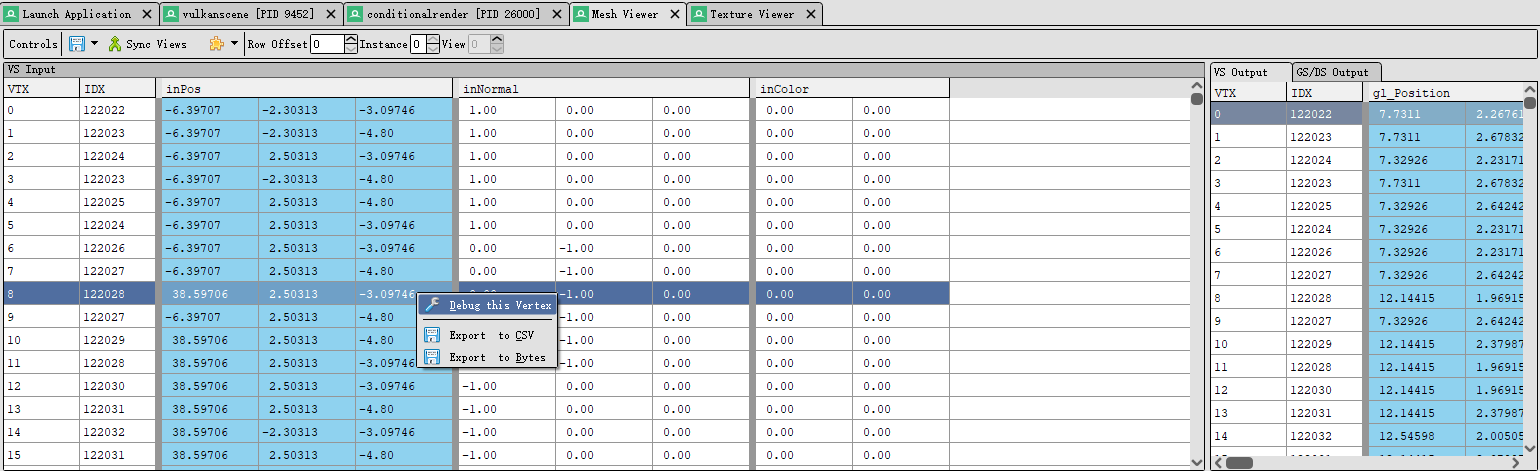 Launch Application vulkanscene [PID 9452] conditionalrender [PID 26000] Mesh Viewer Texture Viewer
Controls Sync Views Row Offset 0 Instance 0 View 0
VS Input
VTX IDX inPos inNormal inColor
0 122022 -6.39707 -2.30313 -3.09746 1.00 0.00 0.00 0.00 0.00
1 122023 -6.39707 -2.30313 -4.80 1.00 0.00 0.00 0.00 0.00
2 122024 -6.39707 2.50313 -3.09746 1.00 0.00 0.00 0.00 0.00
3 122023 -6.39707 -2.30313 -4.80 1.00 0.00 0.00 0.00 0.00
4 122025 -6.39707 2.50313 -4.80 1.00 0.00 0.00 0.00 0.00
5 122024 -6.39707 2.50313 -3.09746 1.00 0.00 0.00 0.00 0.00
6 122026 -6.39707 2.50313 -3.09746 0.00 -1.00 0.00 0.00 0.00
7 122027 -6.39707 2.50313 -4.80 0.00 -1.00 0.00 0.00 0.00
8 122028 38.59706 2.50313 -3.09746 -1.00 0.00 0.00 0.00
9 122027 -6.39707 2.50313 -4.80 -1.00 0.00 0.00 0.00
10 122029 38.59706 2.50313 -4.80 -1.00 0.00 0.00 0.00
11 122028 38.59706 2.50313 -3.09746 -1.00 0.00 0.00 0.00
12 122030 38.59706 2.50313 -3.09746 -1.00 0.00 0.00 0.00 0.00
13 122031 38.59706 2.50313 -4.80 -1.00 0.00 0.00 0.00 0.00
14 122032 38.59706 -2.30313 -3.09746 -1.00 0.00 0.00 0.00 0.00
15 122031 38.59706 2.50313 -4.80 -1.00 0.00 0.00 0.00 0.00
Debug this Vertex
Export to CSV
Export to Bytes
VS Output GS/DS Output
VTX IDX gl_Position
0 122022 7.7311 2.26761
1 122023 7.7311 2.67832
2 122024 7.32926 2.23171
3 122023 7.7311 2.67832
4 122025 7.32926 2.64242
5 122024 7.32926 2.23171
6 122026 7.32926 2.23171
7 122027 7.32926 2.64242
8 122028 12.14415 1.96915
9 122027 7.32926 2.64242
10 122029 12.14415 2.37987
11 122028 12.14415 1.96915
12 122030 12.14415 1.96915
13 122031 12.14415 2.37987
14 122032 12.54598 2.00505